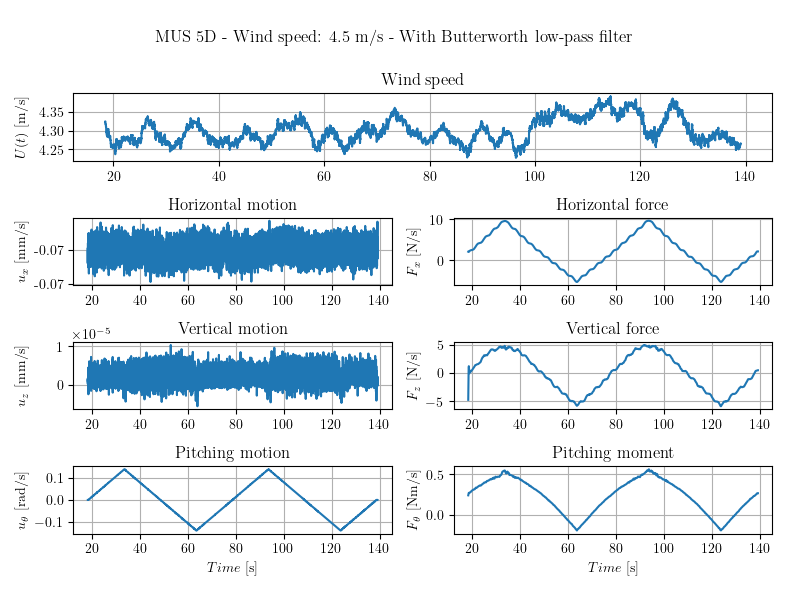 MUS 5D - Wind speed: 4.5 m/s - With Butterworth low-pass filter
Wind speed
U(t) [m/s]
4.35
4.30
4.25
20 40 60 80 100 120 140
Horizontal motion
u_x [mm/s]
-0.07
-0.07
20 40 60 80 100 120 140
Horizontal force
F_x [N/s]
10
0
20 40 60 80 100 120 140
Vertical motion
×10⁻⁵
u_z [mm/s]
1
0
20 40 60 80 100 120 140
Vertical force
F_z [N/s]
5
0
−5
20 40 60 80 100 120 140
Pitching motion
u_θ [rad/s]
0.1
0.0
−0.1
20 40 60 80 100 120 140
Time [s]
Pitching moment
F_θ [Nm/s]
0.5
0.0
20 40 60 80 100 120 140
Time [s]